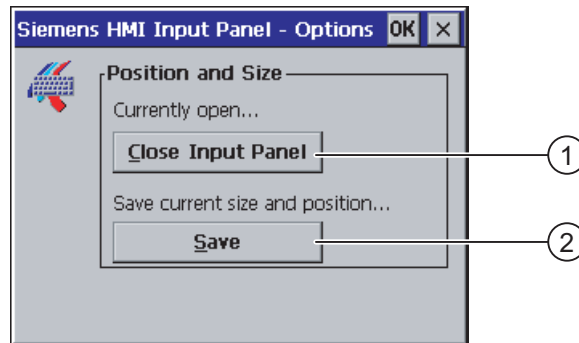 Siemens HMI Input Panel - Options OK ×
Position and Size
Currently open...
Close Input Panel
1
Save current size and position...
Save
2